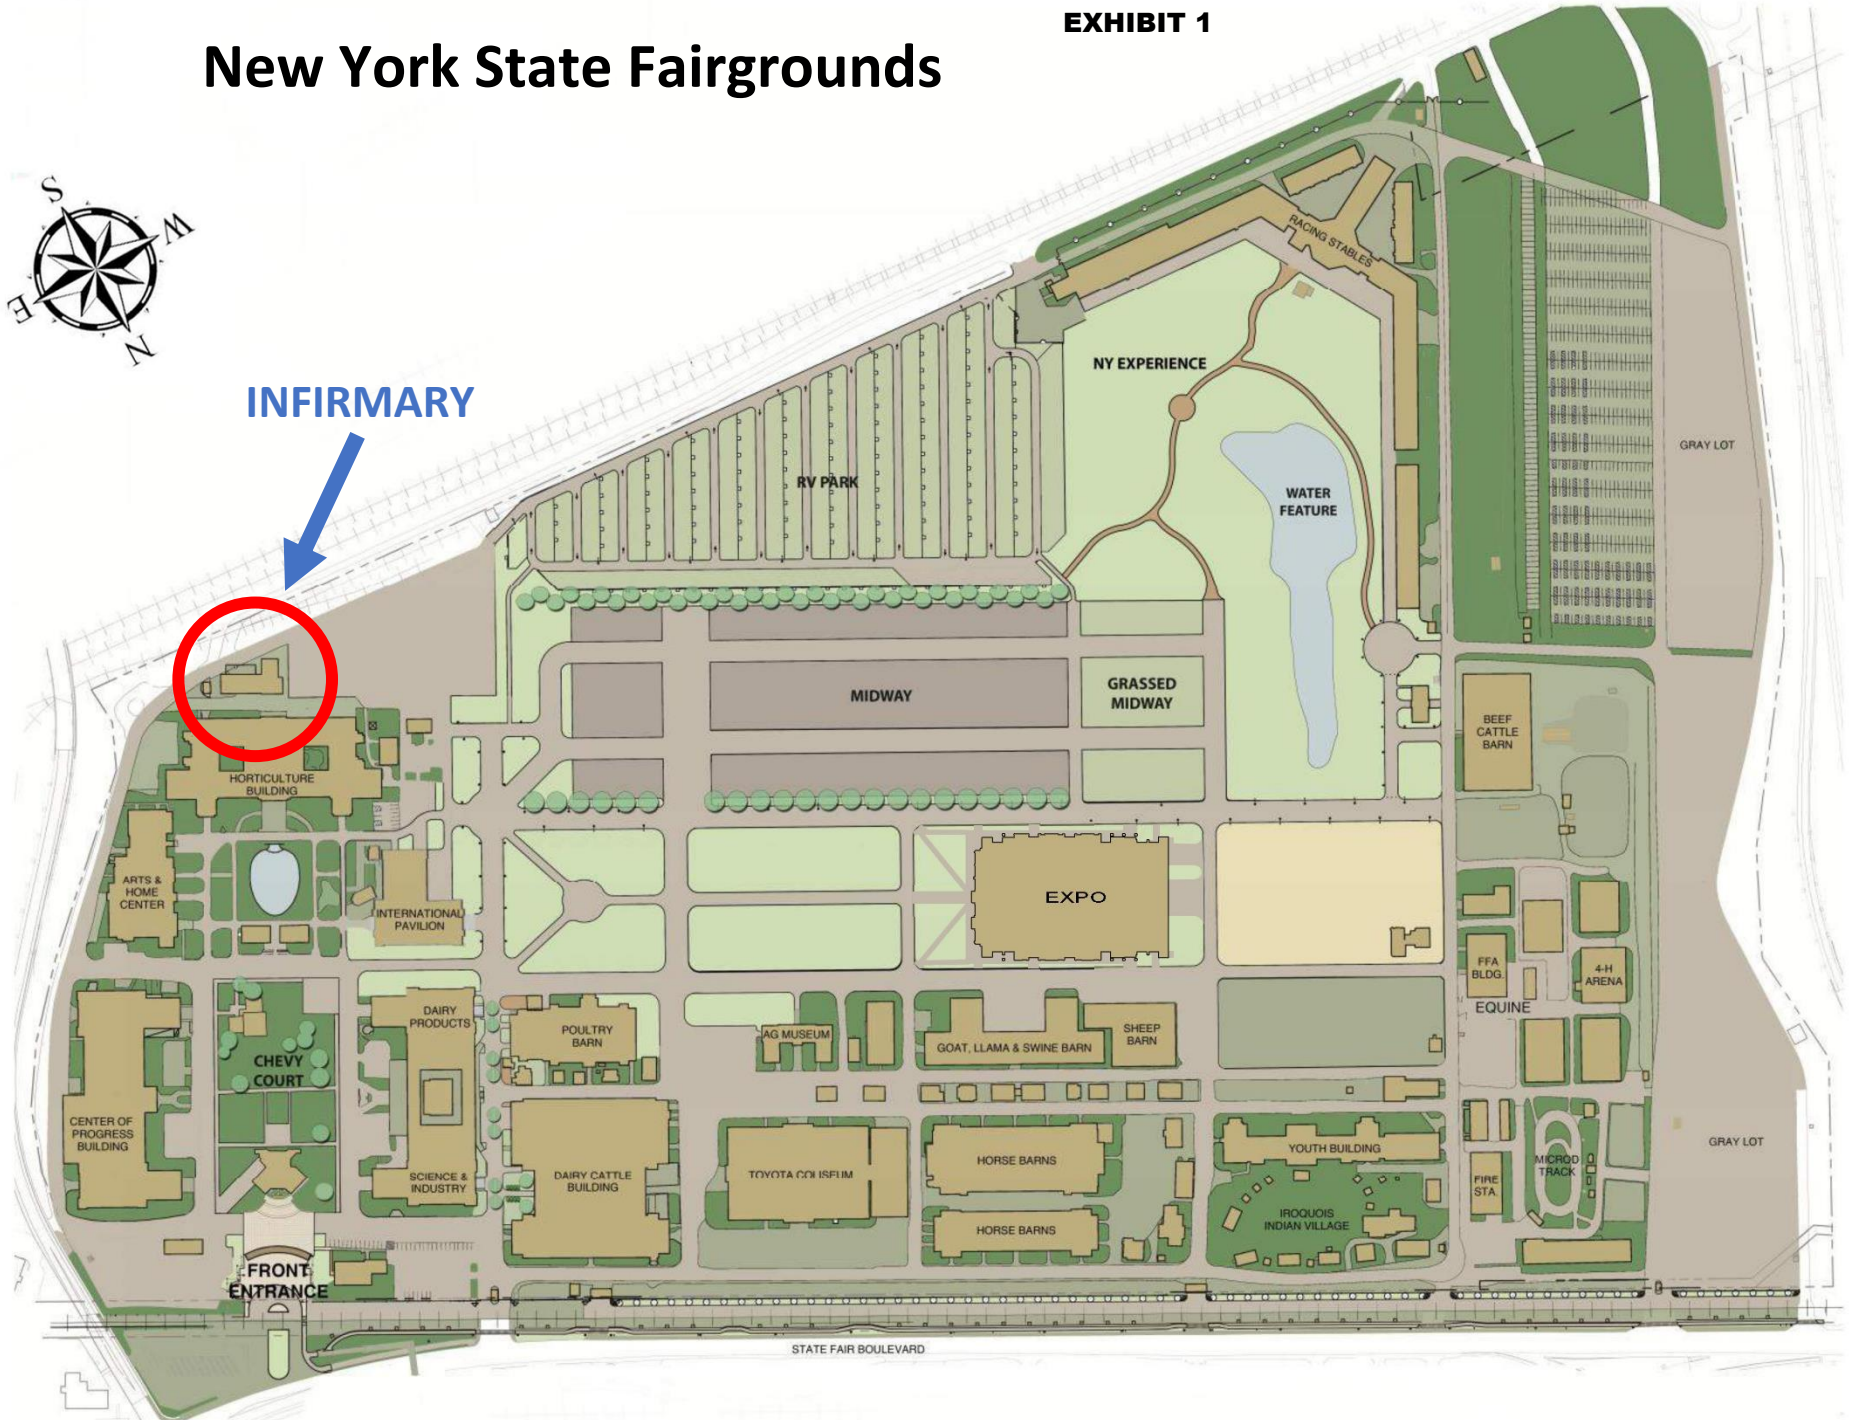 EXHIBIT 1
New York State Fairgrounds
S
W
E
N
INFIRMARY
RACING STABLES
NY EXPERIENCE
GRAY LOT
RV PARK
WATER
FEATURE
MIDWAY
GRASSED
MIDWAY
BEEF
CATTLE
BARN
HORTICULTURE
BUILDING
ARTS &
HOME
CENTER
INTERNATIONAL
PAVILION
EXPO
FFA
BLDG.
4-H
ARENA
EQUINE
DAIRY
PRODUCTS
POULTRY
BARN
AG MUSEUM
GOAT, LLAMA & SWINE BARN
SHEEP
BARN
CHEVY
COURT
CENTER OF
PROGRESS
BUILDING
SCIENCE &
INDUSTRY
DAIRY CATTLE
BUILDING
TOYOTA COLISEUM
HORSE BARNS
HORSE BARNS
YOUTH BUILDING
IROQUOIS
INDIAN VILLAGE
FIRE
STA.
MICROD
TRACK
GRAY LOT
FRONT
ENTRANCE
STATE FAIR BOULEVARD